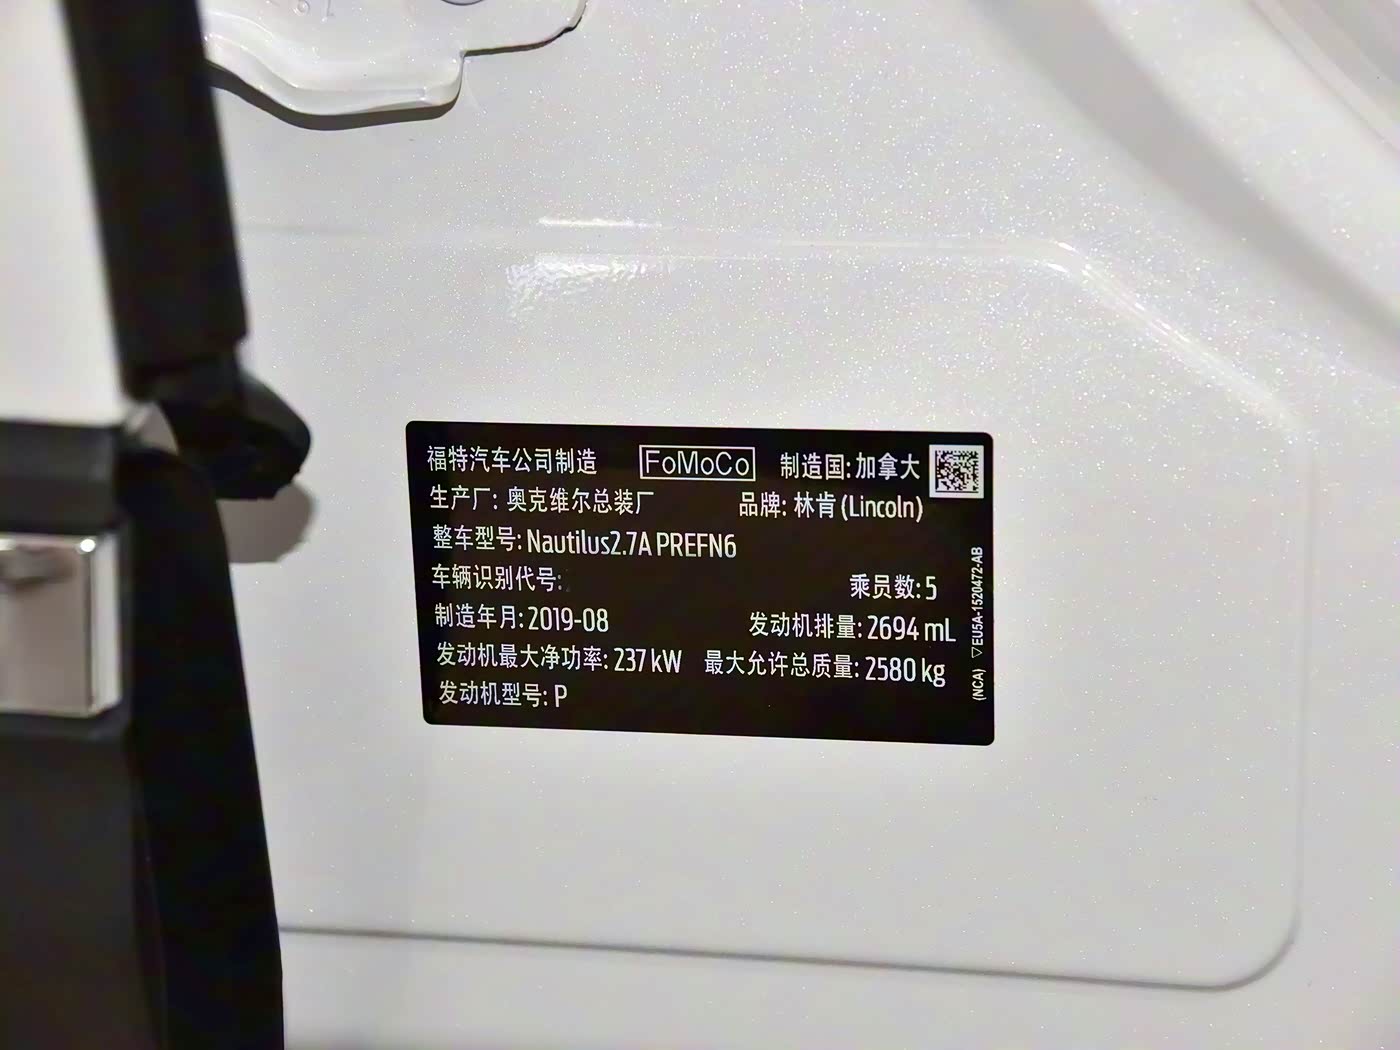 福特汽车公司制造 FoMoCo 制造国: 加拿大
生产厂: 奥克维尔总装厂 品牌: 林肯 (Lincoln)
整车型号: Nautilus2.7A PREFN6
车辆识别代号: 乘员数: 5
制造年月: 2019-08 发动机排量: 2694 mL
发动机最大净功率: 237 kW 最大允许总质量: 2580 kg
发动机型号: P
(NCA) ▽EU5A-1520472-AB